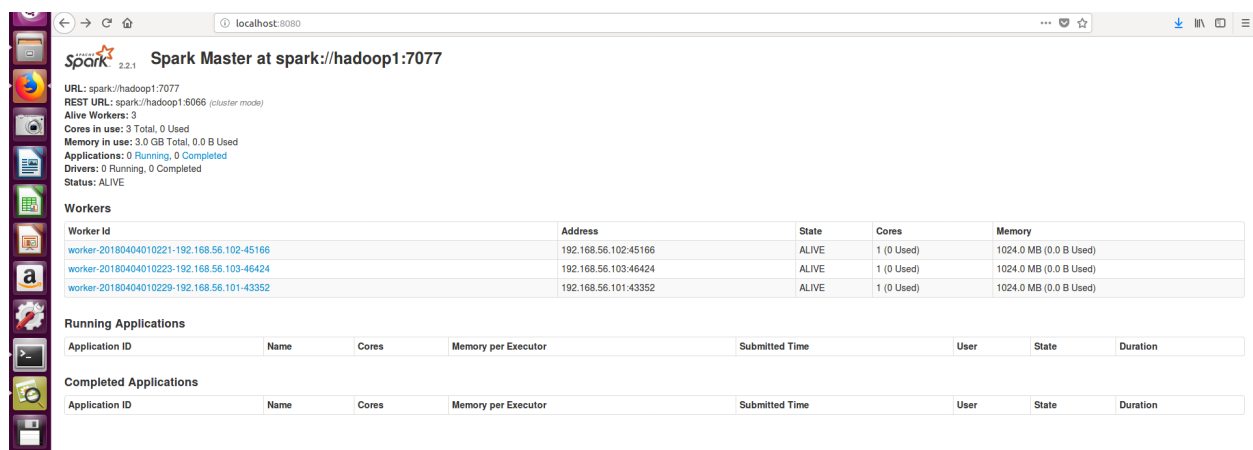 localhost:8080
APACHE Spark 2.2.1 Spark Master at spark://hadoop1:7077
URL: spark://hadoop1:7077
REST URL: spark://hadoop1:6066 (cluster mode)
Alive Workers: 3
Cores in use: 3 Total, 0 Used
Memory in use: 3.0 GB Total, 0.0 B Used
Applications: 0 Running, 0 Completed
Drivers: 0 Running, 0 Completed
Status: ALIVE
Workers
Worker Id Address State Cores Memory
worker-20180404010221-192.168.56.102-45166 192.168.56.102:45166 ALIVE 1 (0 Used) 1024.0 MB (0.0 B Used)
worker-20180404010223-192.168.56.103-46424 192.168.56.103:46424 ALIVE 1 (0 Used) 1024.0 MB (0.0 B Used)
worker-20180404010229-192.168.56.101-43352 192.168.56.101:43352 ALIVE 1 (0 Used) 1024.0 MB (0.0 B Used)
Running Applications
Application ID Name Cores Memory per Executor Submitted Time User State Duration
Completed Applications
Application ID Name Cores Memory per Executor Submitted Time User State Duration